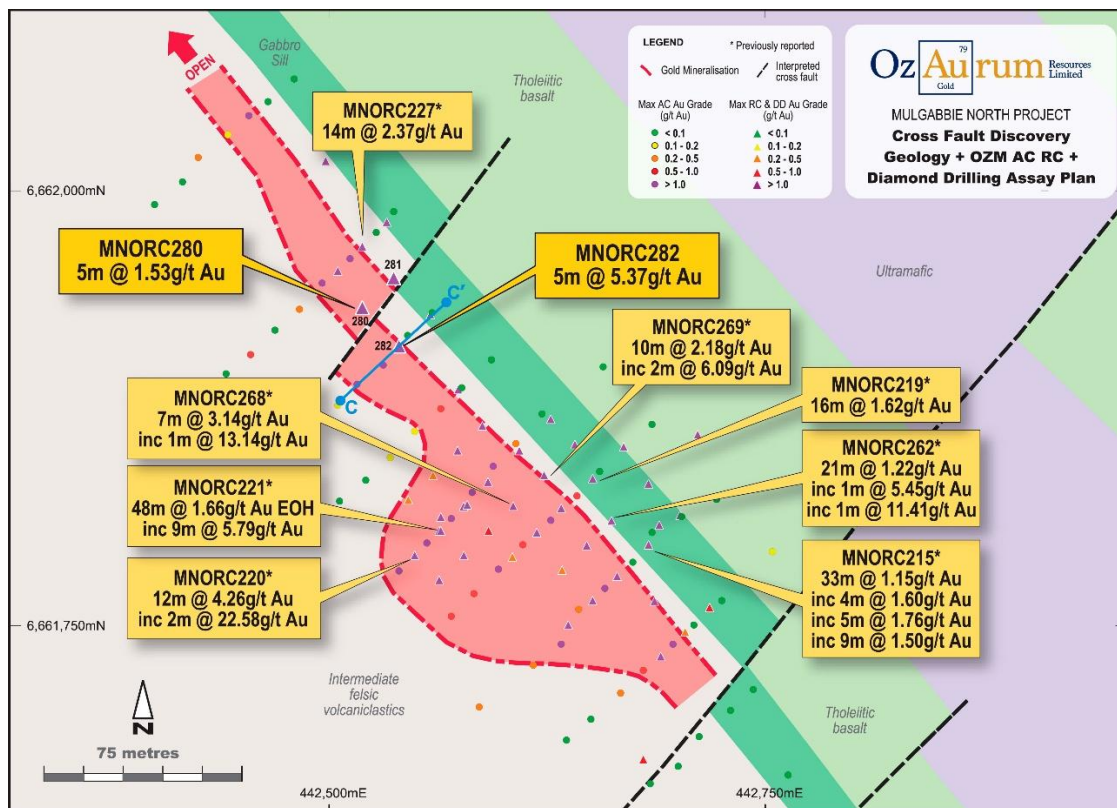 OPEN
Gabbro
Sill
Tholeiitic
basalt
LEGEND
* Previously reported
Gold Mineralisation
Interpreted
cross fault
Max AC Au Grade
(g/t Au)
< 0.1
0.1 - 0.2
0.2 - 0.5
0.5 - 1.0
> 1.0
Max RC & DD Au Grade
(g/t Au)
< 0.1
0.1 - 0.2
0.2 - 0.5
0.5 - 1.0
> 1.0
79
OzAurum Resources
Limited
Gold
MULGABBIE NORTH PROJECT
Cross Fault Discovery
Geology + OZM AC RC +
Diamond Drilling Assay Plan
6,662,000mN
MNORC227*
14m @ 2.37g/t Au
MNORC280
5m @ 1.53g/t Au
281
280
282
MNORC282
5m @ 5.37g/t Au
C'
C
Ultramafic
MNORC269*
10m @ 2.18g/t Au
inc 2m @ 6.09g/t Au
MNORC268*
7m @ 3.14g/t Au
inc 1m @ 13.14g/t Au
MNORC219*
16m @ 1.62g/t Au
MNORC262*
21m @ 1.22g/t Au
inc 1m @ 5.45g/t Au
inc 1m @ 11.41g/t Au
MNORC221*
48m @ 1.66g/t Au EOH
inc 9m @ 5.79g/t Au
MNORC220*
12m @ 4.26g/t Au
inc 2m @ 22.58g/t Au
MNORC215*
33m @ 1.15g/t Au
inc 4m @ 1.60g/t Au
inc 5m @ 1.76g/t Au
inc 9m @ 1.50g/t Au
6,661,750mN
Intermediate
felsic
volcaniclastics
Tholeiitic
basalt
N
75 metres
442,500mE
442,750mE